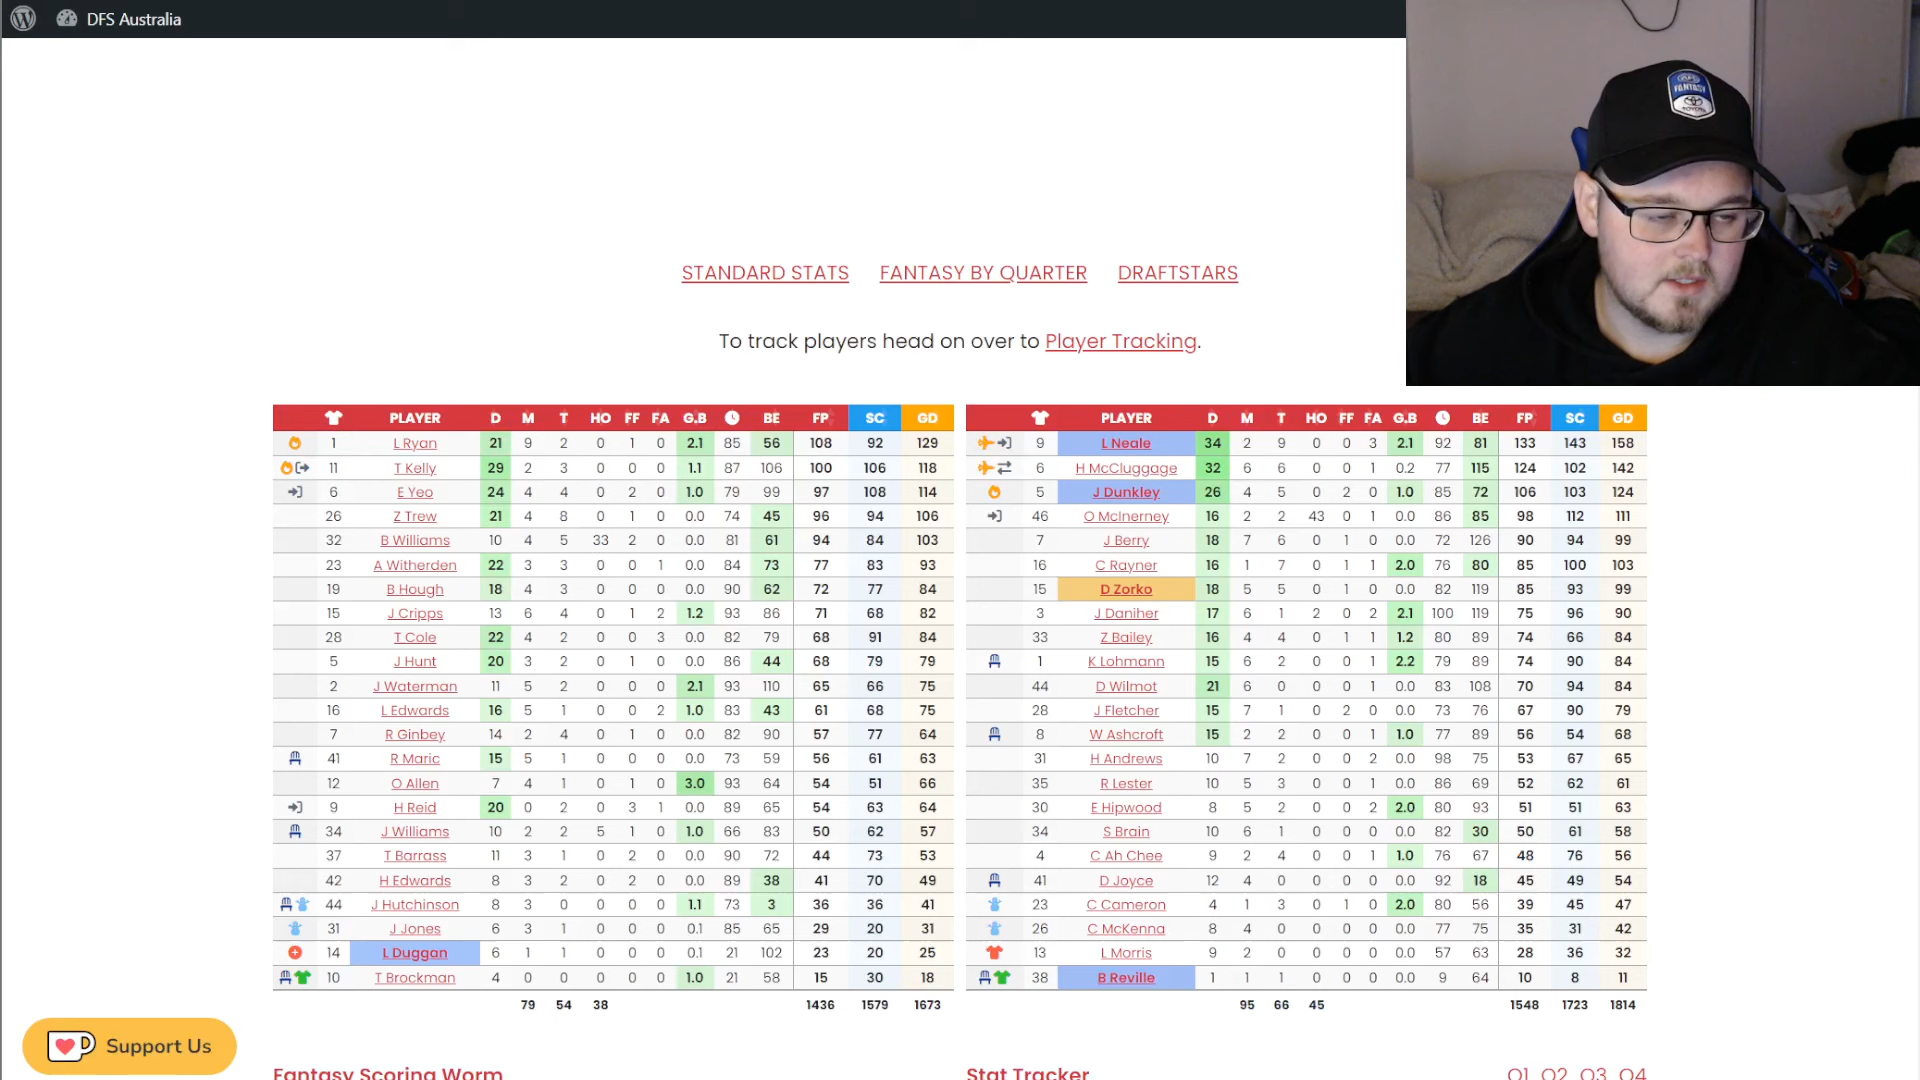 DFS Australia
FANTASY
TOYOTA
STANDARD STATS FANTASY BY QUARTER DRAFTSTARS
To track players head on over to Player Tracking.
PLAYER D M T HO FF FA G.B BE FP SC GD
1 L Ryan 21 9 2 0 1 0 2.1 85 56 108 92 129
11 T Kelly 29 2 3 0 0 0 1.1 87 106 100 106 118
6 E Yeo 24 4 4 0 2 0 1.0 79 99 97 108 114
26 Z Trew 21 4 8 0 1 0 0.0 74 45 96 94 106
32 B Williams 10 4 5 33 2 0 0.0 81 61 94 84 103
23 A Witherden 22 3 3 0 0 1 0.0 84 73 77 83 93
19 B Hough 18 4 3 0 0 0 0.0 90 62 72 77 84
15 J Cripps 13 6 4 0 1 2 1.2 93 86 71 68 82
28 T Cole 22 4 2 0 0 3 0.0 82 79 68 91 84
5 J Hunt 20 3 2 0 1 0 0.0 86 44 68 79 79
2 J Waterman 11 5 2 0 0 0 2.1 93 110 65 66 75
16 L Edwards 16 5 1 0 0 2 1.0 83 43 61 68 75
7 R Ginbey 14 2 4 0 1 0 0.0 82 90 57 77 64
41 R Maric 15 5 1 0 0 0 0.0 73 59 56 61 63
12 O Allen 7 4 1 0 1 0 3.0 93 64 54 51 66
9 H Reid 20 0 2 0 3 1 0.0 89 65 54 63 64
34 J Williams 10 2 2 5 1 0 1.0 66 83 50 62 57
37 T Barrass 11 3 1 0 2 0 0.0 90 72 44 73 53
42 H Edwards 8 3 2 0 2 0 0.0 89 38 41 70 49
44 J Hutchinson 8 3 0 0 0 0 1.1 73 3 36 36 41
31 J Jones 6 3 1 0 0 0 0.1 85 65 29 20 31
14 L Duggan 6 1 1 0 0 0 0.1 21 102 23 20 25
10 T Brockman 4 0 0 0 0 0 1.0 21 58 15 30 18
79 54 38 1436 1579 1673
PLAYER D M T HO FF FA G.B BE FP SC GD
9 L Neale 34 2 9 0 0 3 2.1 92 81 133 143 158
6 H McCluggage 32 6 6 0 0 1 0.2 77 115 124 102 142
5 J Dunkley 26 4 5 0 2 0 1.0 85 72 106 103 124
46 O McInerney 16 2 2 43 0 1 0.0 86 85 98 112 111
7 J Berry 18 7 6 0 1 0 0.0 72 126 90 94 99
16 C Rayner 16 1 7 0 1 1 2.0 76 80 85 100 103
15 D Zorko 18 5 5 0 1 0 0.0 82 119 85 93 99
3 J Daniher 17 6 1 2 0 2 2.1 100 119 75 96 90
33 Z Bailey 16 4 4 0 1 1 1.2 80 89 74 66 84
1 K Lohmann 15 6 2 0 0 1 2.2 79 89 74 90 84
44 D Wilmot 21 6 0 0 0 1 0.0 83 108 70 94 84
28 J Fletcher 15 7 1 0 2 0 0.0 73 76 67 90 79
8 W Ashcroft 15 2 2 0 0 1 1.0 77 89 56 54 68
31 H Andrews 10 7 2 0 0 2 0.0 98 75 53 67 65
35 R Lester 10 5 3 0 0 1 0.0 86 69 52 62 61
30 E Hipwood 8 5 2 0 0 2 2.0 80 93 51 51 63
34 S Brain 10 6 1 0 0 0 0.0 82 30 50 61 58
4 C Ah Chee 9 2 4 0 0 1 1.0 76 67 48 76 56
41 D Joyce 12 4 0 0 0 0 0.0 92 18 45 49 54
23 C Cameron 4 1 3 0 1 0 2.0 80 56 39 45 47
26 C McKenna 8 4 0 0 0 0 0.0 77 75 35 31 42
13 L Morris 9 2 0 0 0 0 0.0 57 63 28 36 32
38 B Reville 1 1 1 0 0 0 0.0 9 64 10 8 11
95 66 45 1548 1723 1814
Support Us
Fantasy Scoring Worm
Stat Tracker Q1 Q2 Q3 Q4